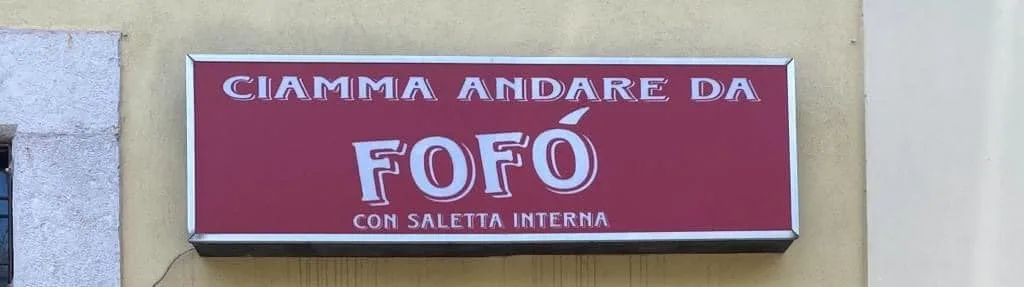 CIAMMA ANDARE DA
FOFÓ
CON SALETTA INTERNA